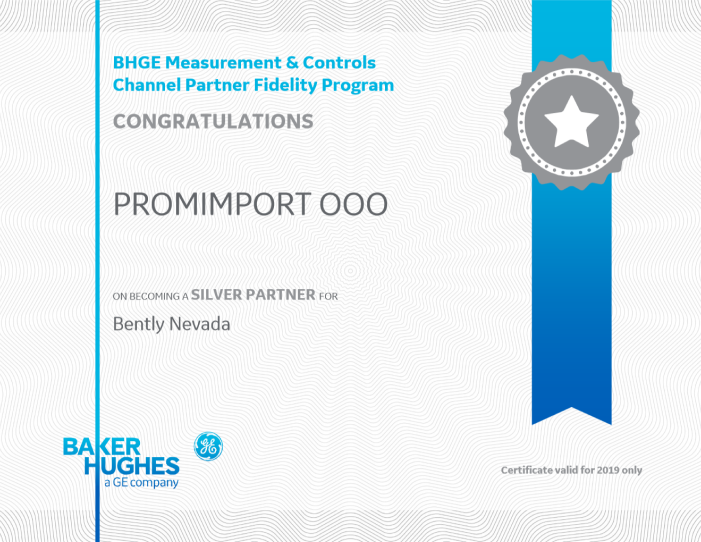 BHGE Measurement & Controls
Channel Partner Fidelity Program
CONGRATULATIONS
PROMIMPORT OOO
ON BECOMING A SILVER PARTNER FOR
Bently Nevada
BAKER
HUGHES
a GE company
GE
Certificate valid for 2019 only